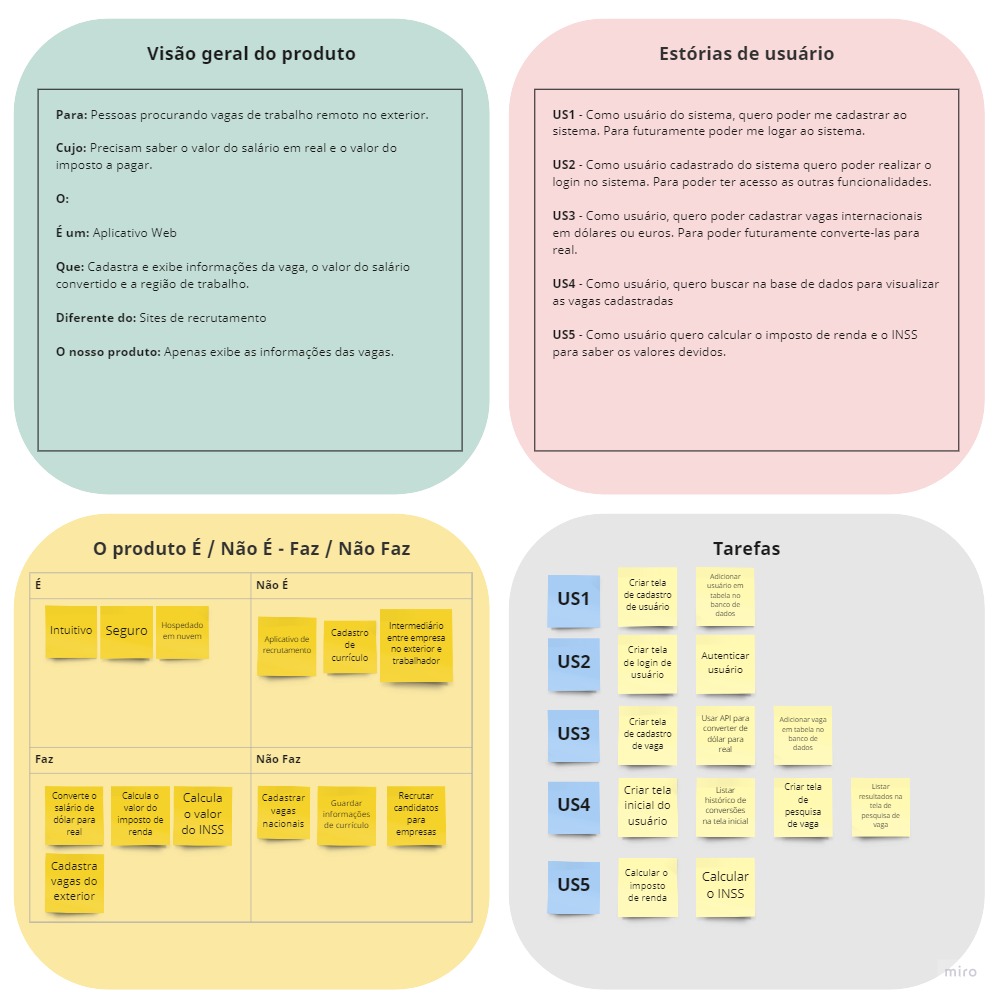 Visão geral do produto
Para: Pessoas procurando vagas de trabalho remoto no exterior.
Cujo: Precisam saber o valor do salário em real e o valor do
imposto a pagar.
O:
É um: Aplicativo Web
Que: Cadastra e exibe informações da vaga, o valor do salário
convertido e a região de trabalho.
Diferente do: Sites de recrutamento
O nosso produto: Apenas exibe as informações das vagas.
Estórias de usuário
US1 - Como usuário do sistema, quero poder me cadastrar ao
sistema. Para futuramente poder me logar ao sistema.
US2 - Como usuário cadastrado do sistema quero poder realizar o
login no sistema. Para poder ter acesso as outras funcionalidades.
US3 - Como usuário, quero poder cadastrar vagas internacionais
em dólares ou euros. Para poder futuramente converte-las para
real.
US4 - Como usuário, quero buscar na base de dados para visualizar
as vagas cadastradas
US5 - Como usuário quero calcular o imposto de renda e o INSS
para saber os valores devidos.
O produto É / Não É - Faz / Não Faz
É
Intuitivo
Seguro
Hospedado
em nuvem
Não É
Aplicativo de
recrutamento
Cadastro
de
currículo
Intermediário
entre empresa
no exterior e
trabalhador
Faz
Converte o
salário de
dólar para
real
Calcula o
valor do
imposto de
renda
Calcula
o valor
do INSS
Cadastra
vagas do
exterior
Não Faz
Cadastrar
vagas
nacionais
Guardar
informações
de currículo
Recrutar
candidatos
para
empresas
Tarefas
US1
Criar tela
de cadastro
de usuário
Adicionar
usuário em
tabela no
banco de
dados
US2
Criar tela
de login de
usuário
Autenticar
usuário
US3
Criar tela
de cadastro
de vaga
Usar API para
converter de
dólar para
real
Adicionar vaga
em tabela no
banco de
dados
US4
Criar tela
inicial do
usuário
Listar
histórico de
conversões
na tela inicial
Criar tela
de
pesquisa
de vaga
Listar
resultados na
tela de
pesquisa de
vaga
US5
Calcular o
imposto
de renda
Calcular
o INSS
miro